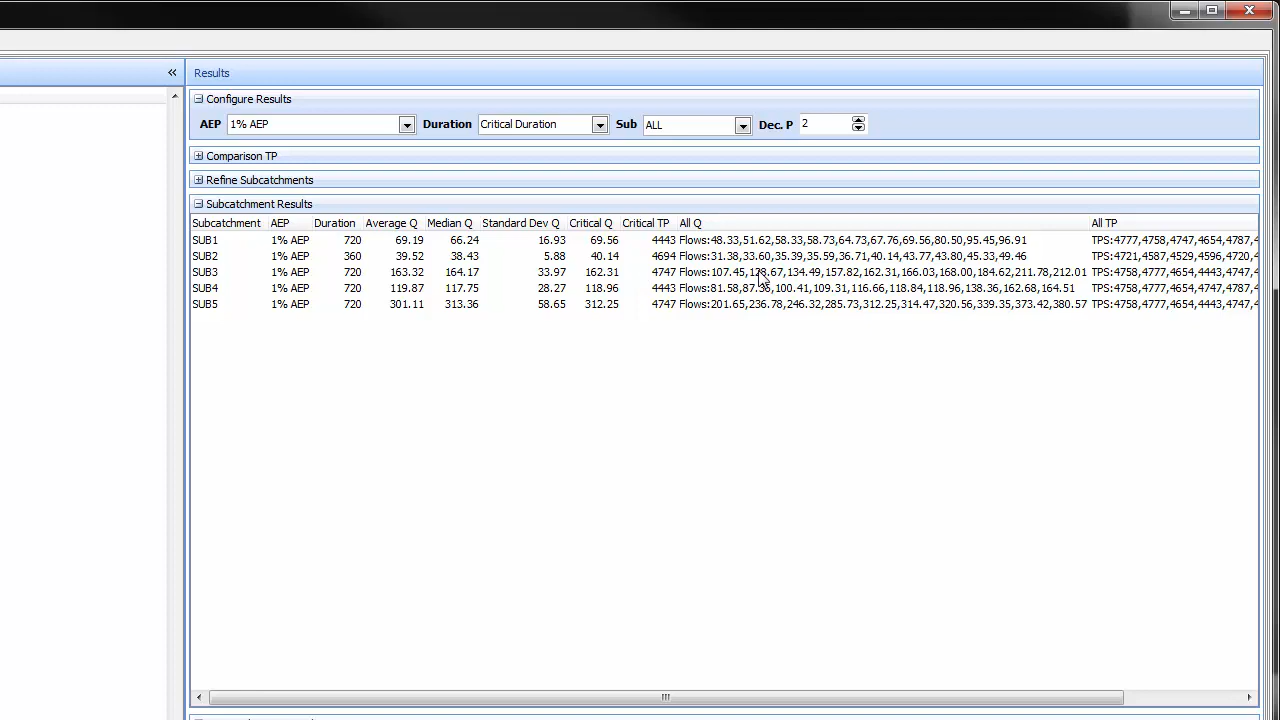 Results
Configure Results
AEP 1% AEP Duration Critical Duration Sub ALL Dec. P 2
Comparison TP
Refine Subcatchments
Subcatchment Results
Subcatchment AEP Duration Average Q Median Q Standard Dev Q Critical Q Critical TP All Q All TP
SUB1 1% AEP 720 69.19 66.24 16.93 69.56 4443 Flows:48.33,51.62,58.33,58.73,64.73,67.76,69.56,80.50,95.45,96.91 TPS:4777,4758,4747,4654,4787,4
SUB2 1% AEP 360 39.52 38.43 5.88 40.14 4694 Flows:31.38,33.60,35.39,35.59,36.71,40.14,43.77,43.80,45.33,49.46 TPS:4721,4587,4529,4596,4720,
SUB3 1% AEP 720 163.32 164.17 33.97 162.31 4747 Flows:107.45, 134.49,157.82,162.31,166.03,168.00,184.62,211.78,212.01 TPS:4758,4777,4654,4443,4747,
SUB4 1% AEP 720 119.87 117.75 28.27 118.96 4443 Flows:81.58, 100.41,109.31,116.66,118.84,118.96,138.36,162.68,164.51 TPS:4758,4777,4747,4654,4787,4
SUB5 1% AEP 720 301.11 313.36 58.65 312.25 4747 Flows:201.65,236.78,246.32,285.73,312.25,314.47,320.56,339.35,373.42,380.57 TPS:4758,4777,4654,4443,4747,4